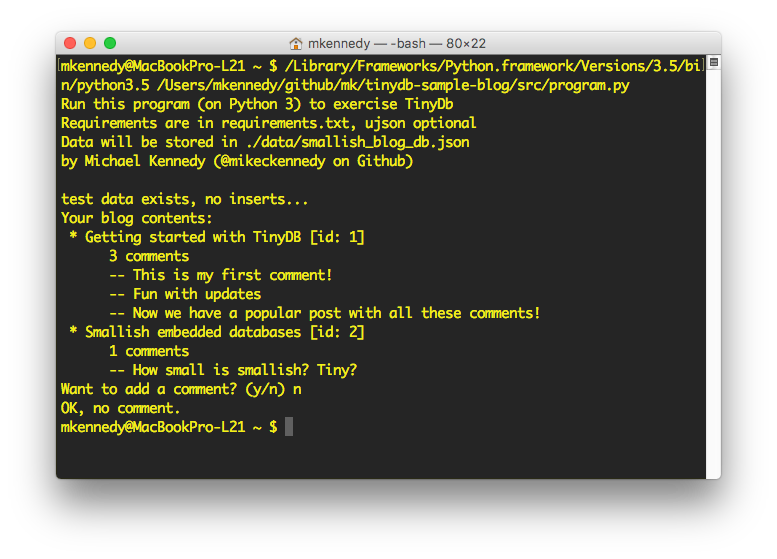 mkennedy — -bash — 80×22
mkennedy@MacBookPro-L21 ~ $ /Library/Frameworks/Python.framework/Versions/3.5/bi
n/python3.5 /Users/mkennedy/github/mk/tinydb-sample-blog/src/program.py
Run this program (on Python 3) to exercise TinyDb
Requirements are in requirements.txt, ujson optional
Data will be stored in ./data/smallish_blog_db.json
by Michael Kennedy (@mikeckennedy on Github)

test data exists, no inserts...
Your blog contents:
 * Getting started with TinyDB [id: 1]
      3 comments
      -- This is my first comment!
      -- Fun with updates
      -- Now we have a popular post with all these comments!
 * Smallish embedded databases [id: 2]
      1 comments
      -- How small is smallish? Tiny?
Want to add a comment? (y/n) n
OK, no comment.
mkennedy@MacBookPro-L21 ~ $